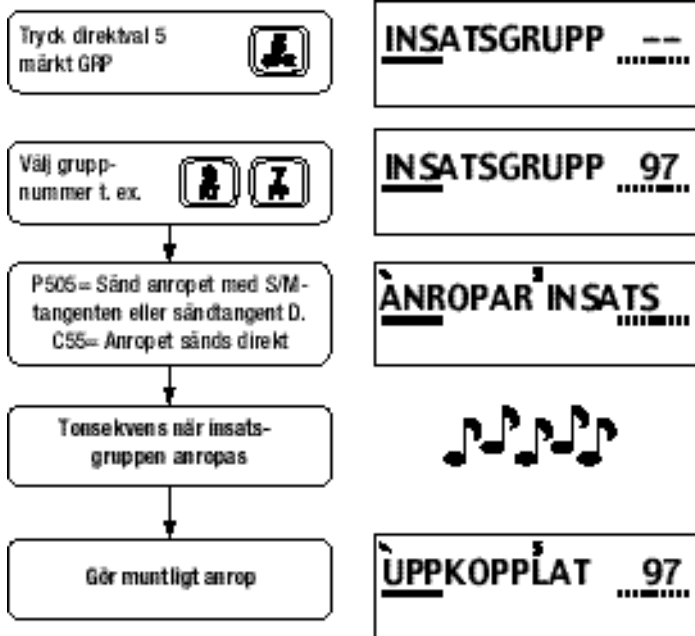 Tryck direktval 5
märkt GRP
INSATSGRUPP --
Välj grupp-
nummer t. ex.
INSATSGRUPP 97
P505= Sänd anropet med S/M-
tangenten eller sändtangent D.
C55= Anropet sänds direkt
ANROPAR INSATS
Tonsekvens när insats-
gruppen anropas
Gör muntligt anrop
UPPKOPPLAT 97